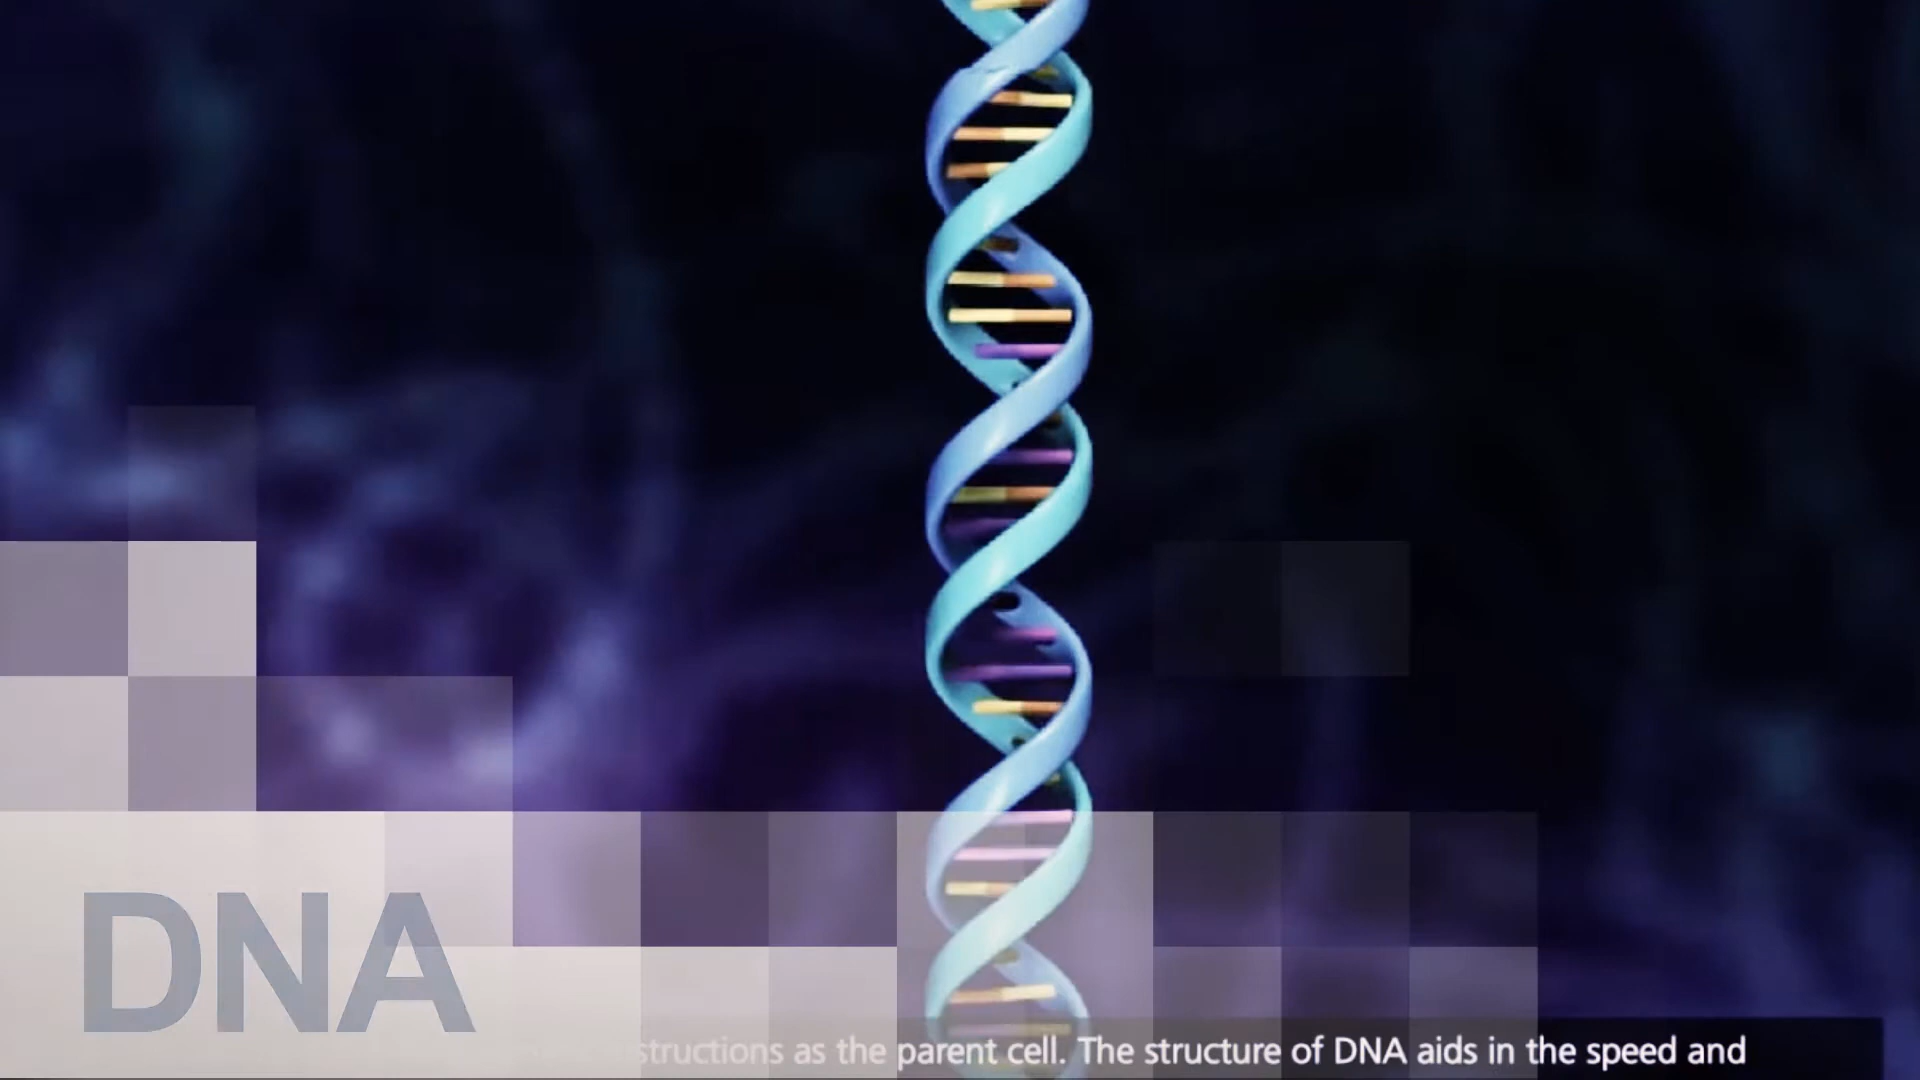 DNA
structions as the parent cell. The structure of DNA aids in the speed and